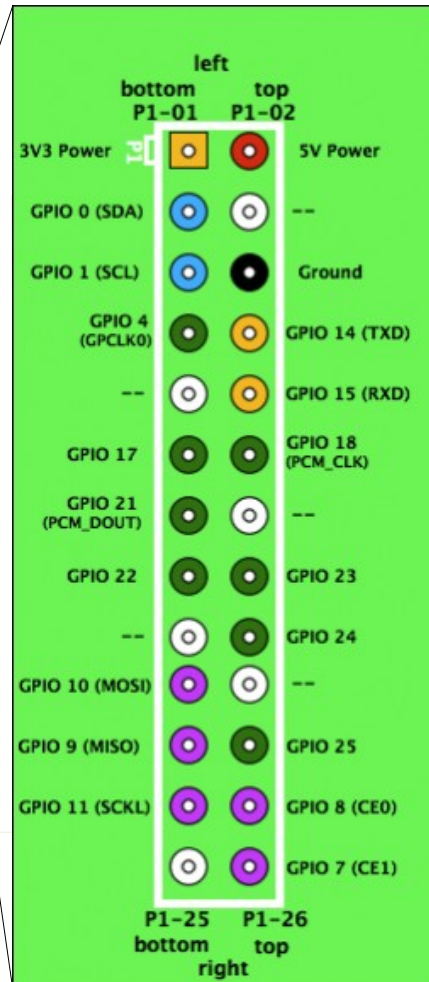 left
bottom top
P1-01 P1-02
3V3 Power P1 5V Power
GPIO 0 (SDA) --
GPIO 1 (SCL) Ground
GPIO 4
(GPCLK0) GPIO 14 (TXD)
-- GPIO 15 (RXD)
GPIO 17 GPIO 18
(PCM_CLK)
GPIO 21
(PCM_DOUT) --
GPIO 22 GPIO 23
-- GPIO 24
GPIO 10 (MOSI) --
GPIO 9 (MISO) GPIO 25
GPIO 11 (SCKL) GPIO 8 (CE0)
GPIO 7 (CE1)
P1-25 P1-26
bottom top
right